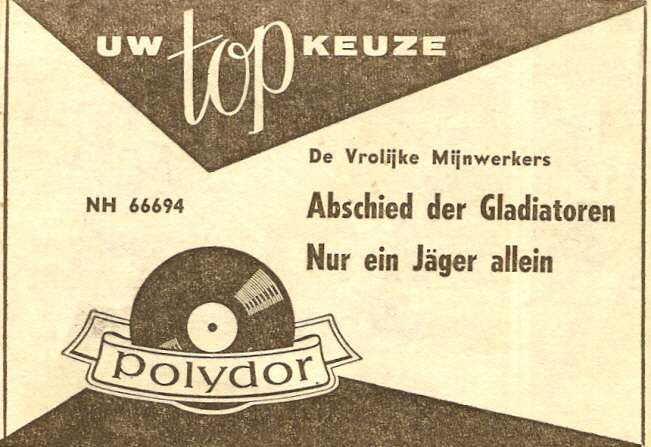 UW top KEUZE
De Vrolijke Mijnwerkers
NH 66694
Abschied der Gladiatoren
Nur ein Jäger allein
polydor